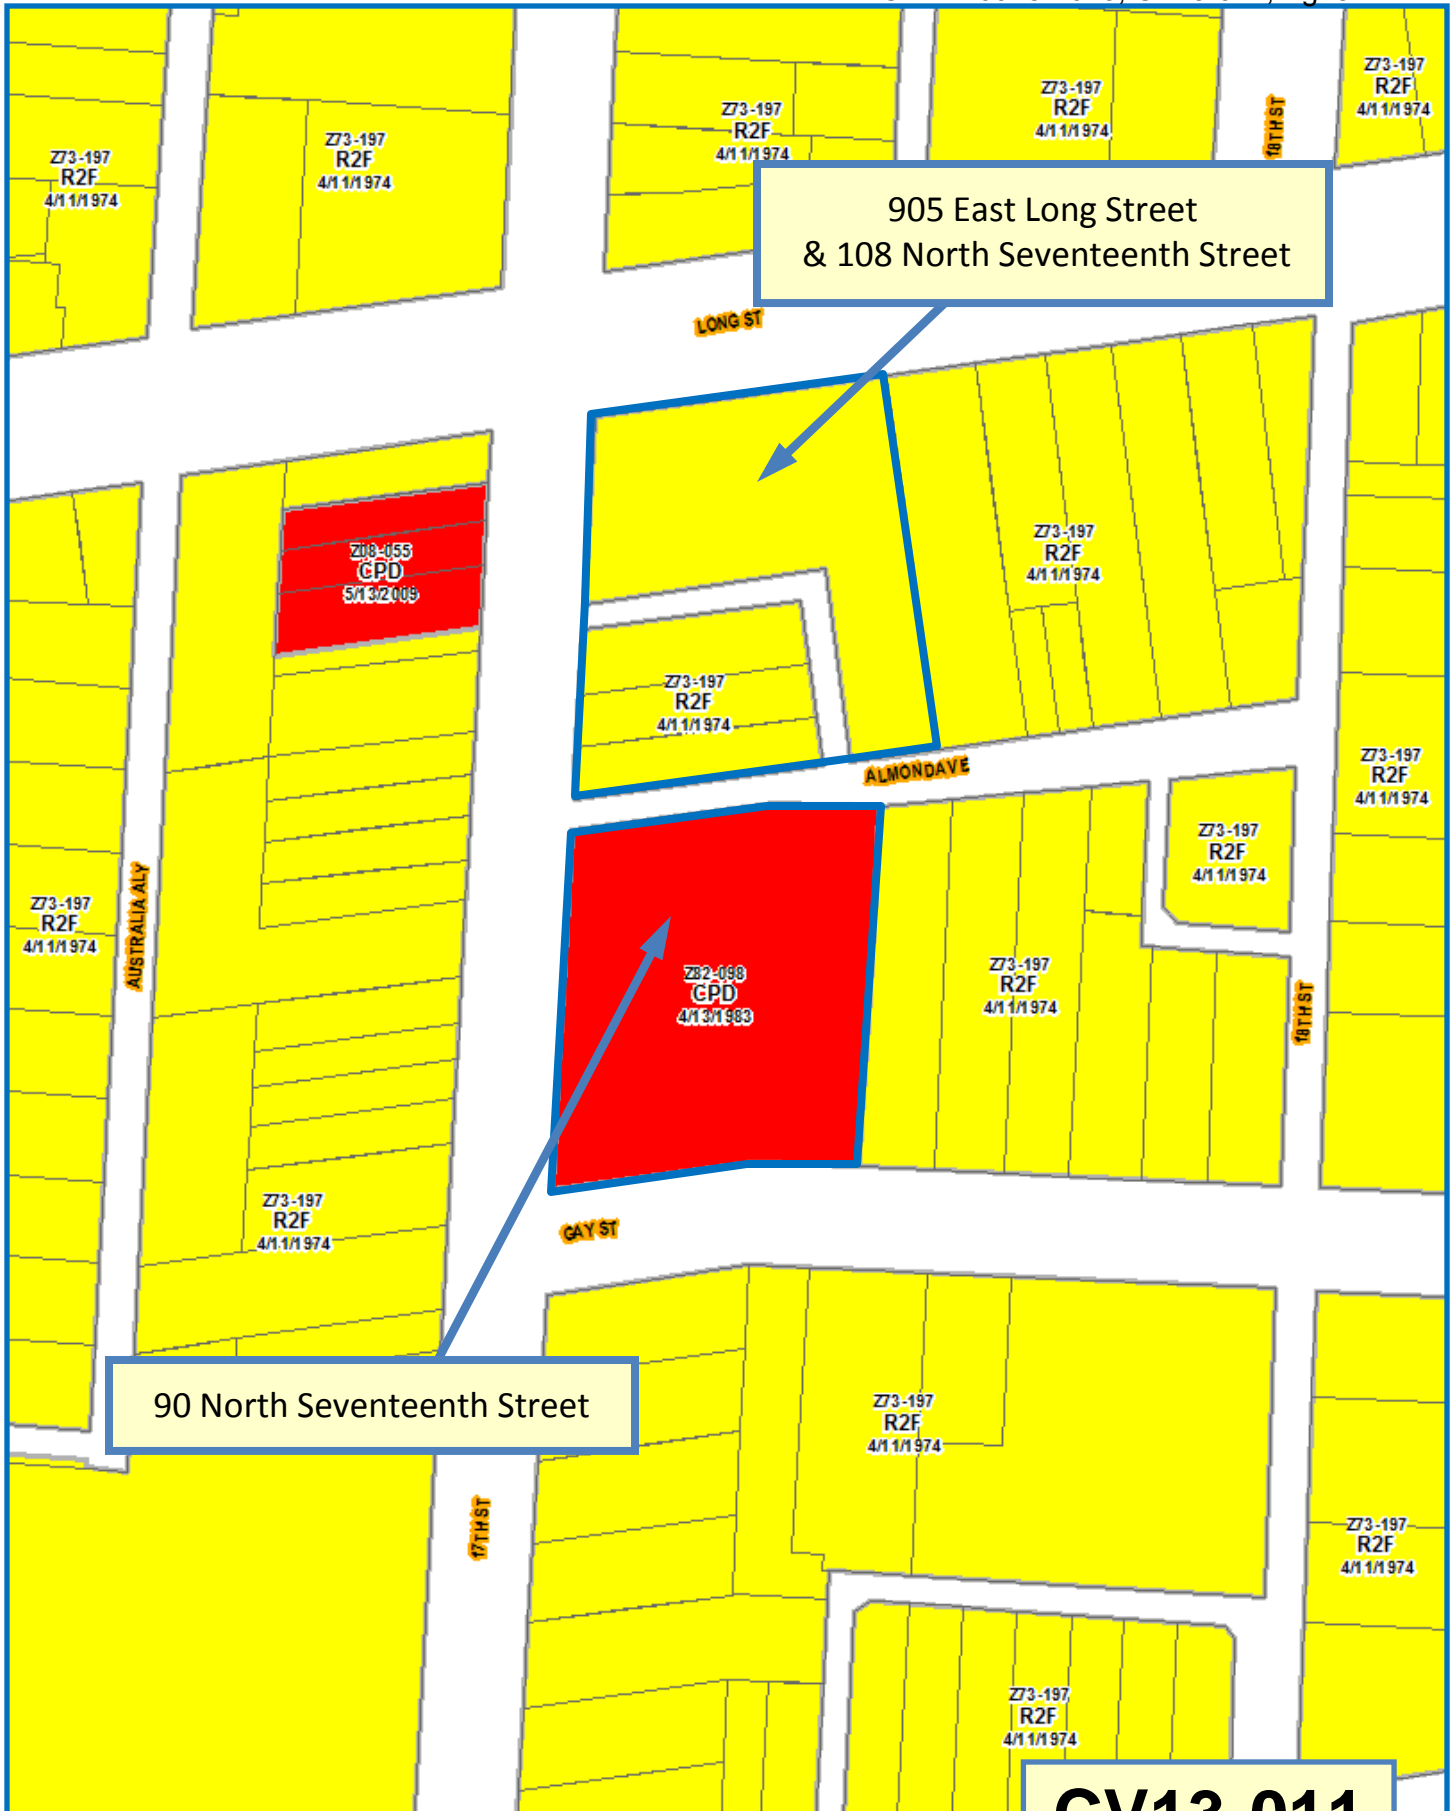 Z73-197
R2F
4/11/1974
Z73-197
R2F
4/11/1974
Z73-197
R2F
4/11/1974
Z73-197
R2F
4/11/1974
18TH ST
Z73-197
R2F
4/11/1974
905 East Long Street
& 108 North Seventeenth Street
LONG ST
Z08-055
CPD
5/13/2009
Z73-197
R2F
4/11/1974
Z73-197
R2F
4/11/1974
ALMOND AVE
Z73-197
R2F
4/11/1974
Z73-197
R2F
4/11/1974
Z73-197
R2F
4/11/1974
AUSTRALIA ALY
Z82-098
CPD
4/13/1983
Z73-197
R2F
4/11/1974
18TH ST
Z73-197
R2F
4/11/1974
GAY ST
90 North Seventeenth Street
Z73-197
R2F
4/11/1974
17TH ST
Z73-197
R2F
4/11/1974
Z73-197
R2F
4/11/1974
CV13-011